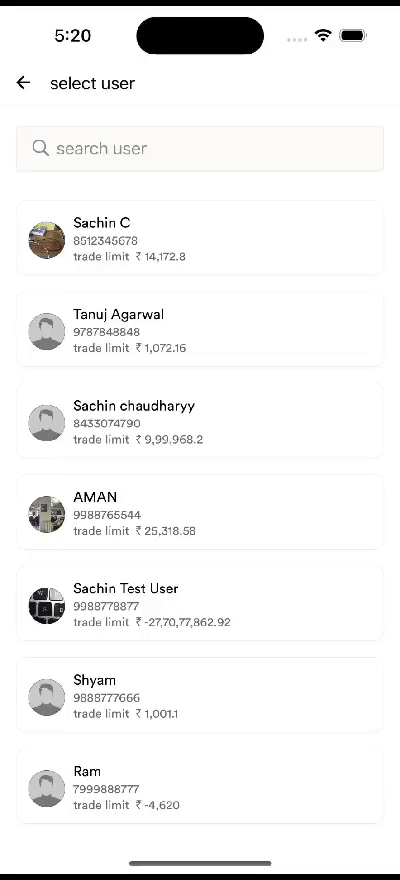 5:20
select user
search user
Sachin C
8512345678
trade limit ₹ 14,172.8
Tanuj Agarwal
9787848848
trade limit ₹ 1,072.16
Sachin chaudharyy
8433074790
trade limit ₹ 9,99,968.2
AMAN
9988765544
trade limit ₹ 25,318.58
Sachin Test User
9988778877
trade limit ₹ -27,70,77,862.92
Shyam
9888777666
trade limit ₹ 1,001.1
Ram
7999888777
trade limit ₹ -4,620